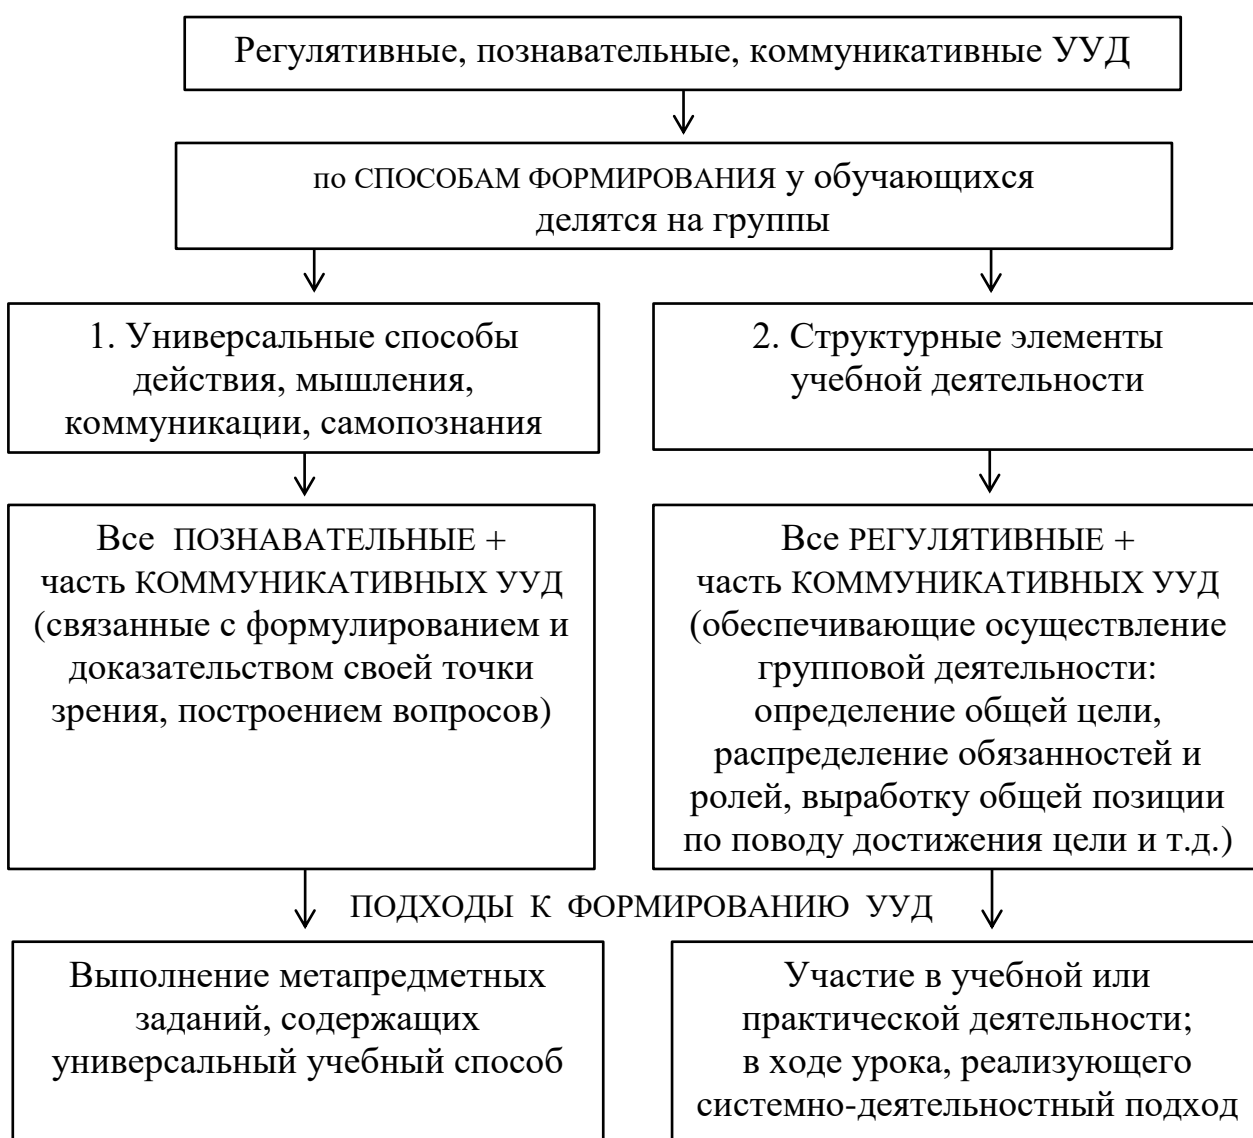 Регулятивные, познавательные, коммуникативные УУД
по СПОСОБАМ ФОРМИРОВАНИЯ у обучающихся
делятся на группы
1. Универсальные способы
действия, мышления,
коммуникации, самопознания
2. Структурные элементы
учебной деятельности
Все ПОЗНАВАТЕЛЬНЫЕ +
часть КОММУНИКАТИВНЫХ УУД
(связанные с формулированием и
доказательством своей точки
зрения, построением вопросов)
Все РЕГУЛЯТИВНЫЕ +
часть КОММУНИКАТИВНЫХ УУД
(обеспечивающие осуществление
групповой деятельности:
определение общей цели,
распределение обязанностей и
ролей, выработку общей позиции
по поводу достижения цели и т.д.)
ПОДХОДЫ К ФОРМИРОВАНИЮ УУД
Выполнение метапредметных
заданий, содержащих
универсальный учебный способ
Участие в учебной или
практической деятельности;
в ходе урока, реализующего
системно-деятельностный подход